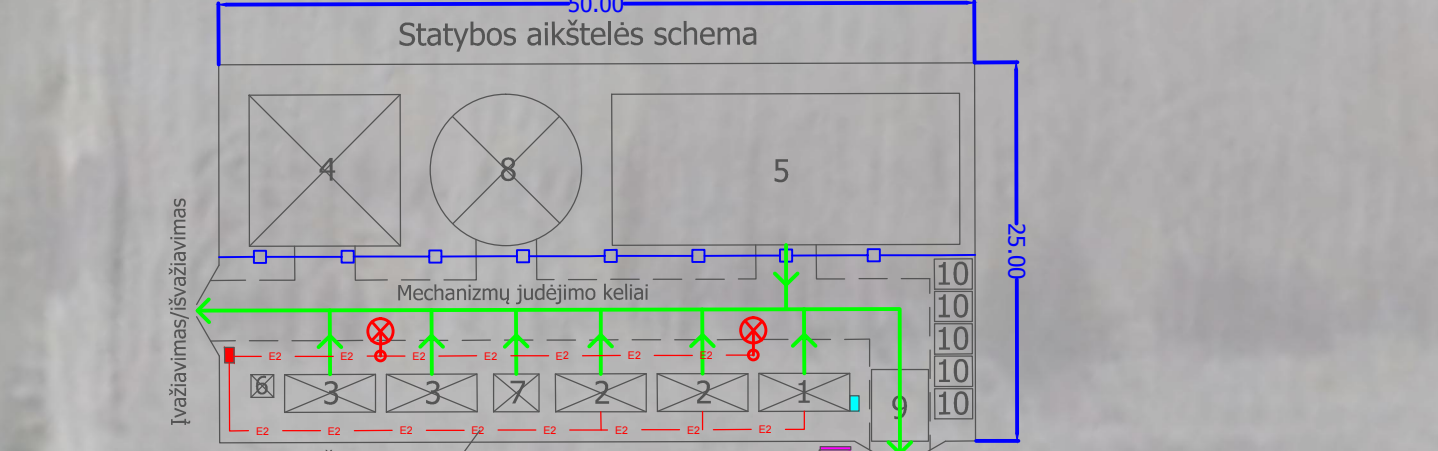 50.00
Statybos aikštelės schema
4
8
5
25.00
Įvažiavimas/išvažiavimas
Mechanizmų judėjimo keliai
10
10
10
10
10
E2 E2 E2 E2 E2 E2 E2 E2
6 3 3 7 2 2 1 9
E2 E2 E2 E2 E2 E2 E2 E2